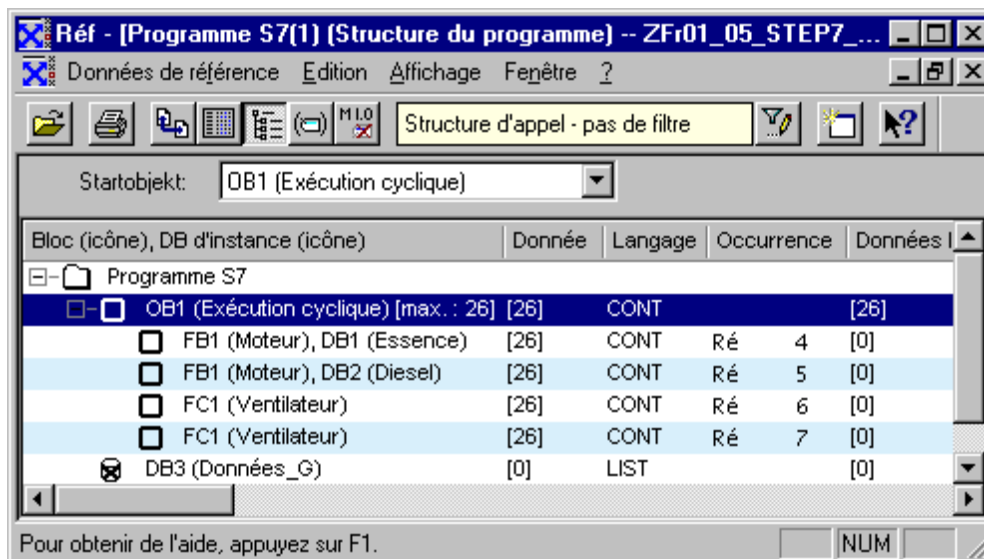 Réf - [Programme S7(1) (Structure du programme) -- ZFr01_05_STEP7_...
Données de référence Edition Affichage Fenêtre ?
Structure d'appel - pas de filtre
Startobjekt: OB1 (Exécution cyclique)
Bloc (icône), DB d'instance (icône) Donnée Langage Occurrence Données l
Programme S7
OB1 (Exécution cyclique) [max. : 26] [26] CONT [26]
FB1 (Moteur), DB1 (Essence) [26] CONT Ré 4 [0]
FB1 (Moteur), DB2 (Diesel) [26] CONT Ré 5 [0]
FC1 (Ventilateur) [26] CONT Ré 6 [0]
FC1 (Ventilateur) [26] CONT Ré 7 [0]
DB3 (Données_G) [0] LIST [0]
Pour obtenir de l'aide, appuyez sur F1. NUM